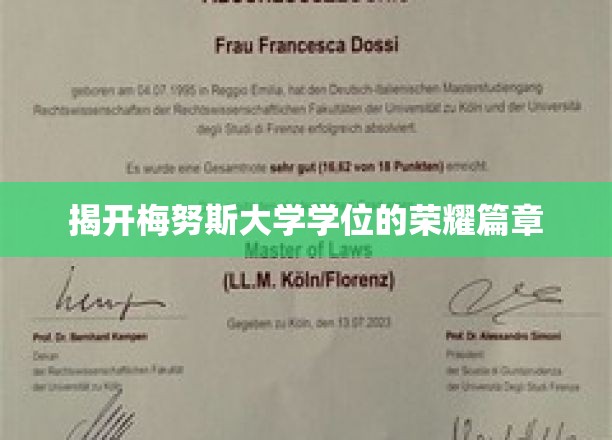 Frau Francesca Dossi
geboren am 04.07.1995 in Reggio Emilia, hat den Deutsch-Italienischen Masterstudiengang
Rechtswissenschaften der Rechtswissenschaftlichen Fakultäten der Universität zu Köln und der Università
degli Studi di Firenze erfolgreich absolviert.
Es wurde eine Gesamtnote sehr gut (16,62 von 18 Punkten) erreicht.
揭开梅努斯大学学位的荣耀篇章
Master of Laws
(LL.M. Köln/Florenz)
Gegeben zu Köln, den 13.07.2023
Prof. Dr. Bernhard Kempen
Dekan
der Rechtswissenschaftlichen Fakultät
der Universität zu Köln
Prof. Dr. Alessandro Simoni
Präsident
der Scuola di Giurisprudenza
der Università Degli Studi Firenze